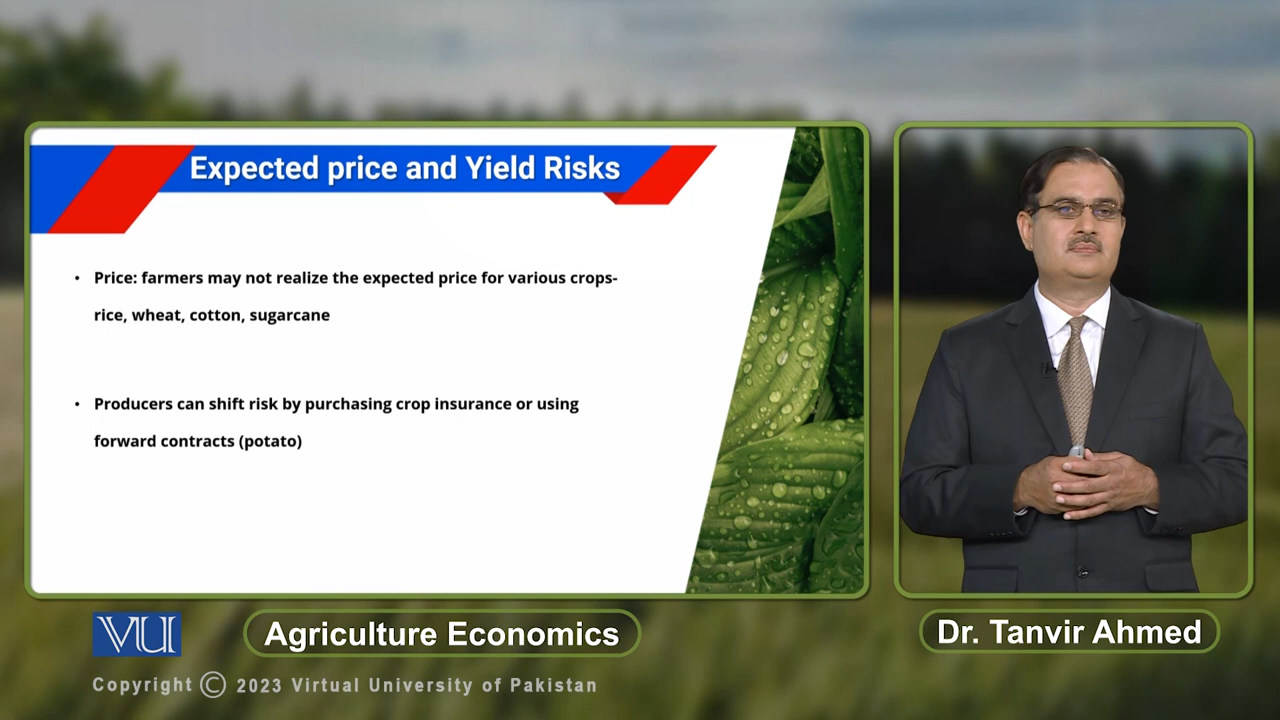 Expected price and Yield Risks
• Price: farmers may not realize the expected price for various crops-
rice, wheat, cotton, sugarcane
• Producers can shift risk by purchasing crop insurance or using
forward contracts (potato)
VU
Agriculture Economics
Dr. Tanvir Ahmed
Copyright © 2023 Virtual University of Pakistan